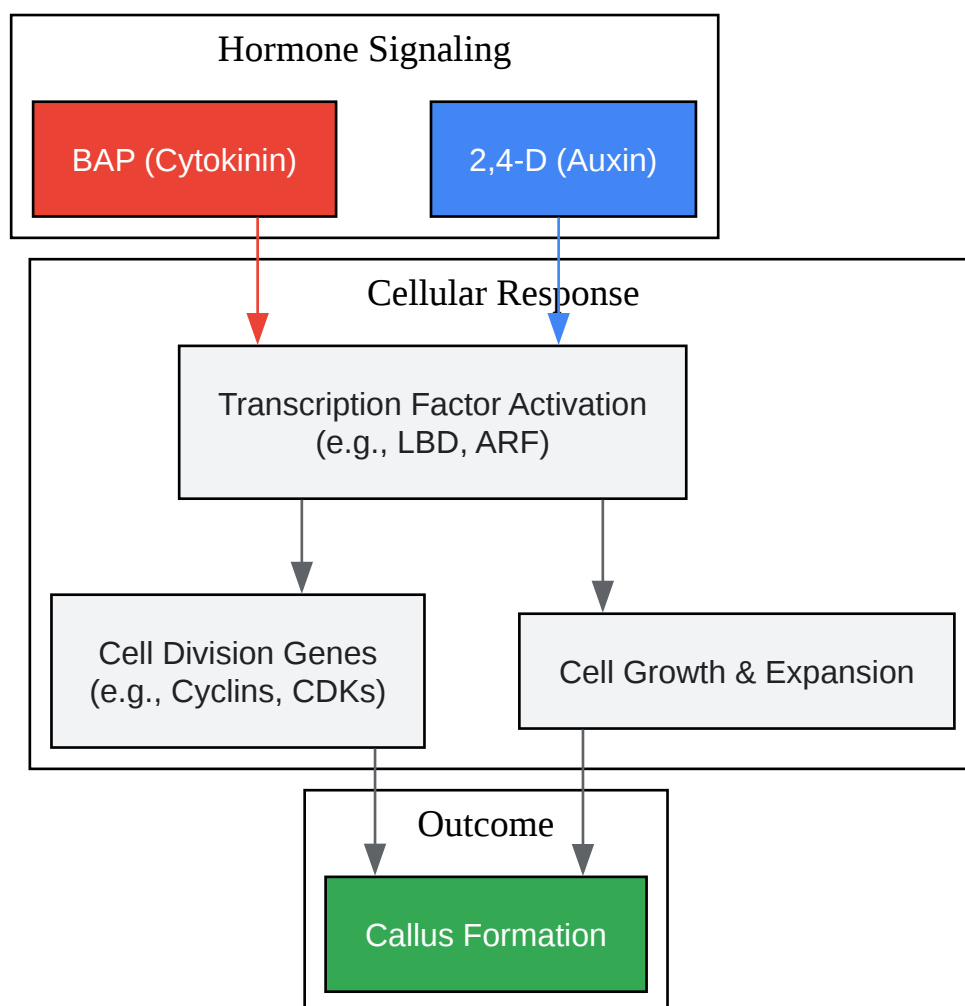 Hormone Signaling
BAP (Cytokinin)
2,4-D (Auxin)
Cellular Response
Transcription Factor Activation
(e.g., LBD, ARF)
Cell Division Genes
(e.g., Cyclins, CDKs)
Cell Growth & Expansion
Outcome
Callus Formation